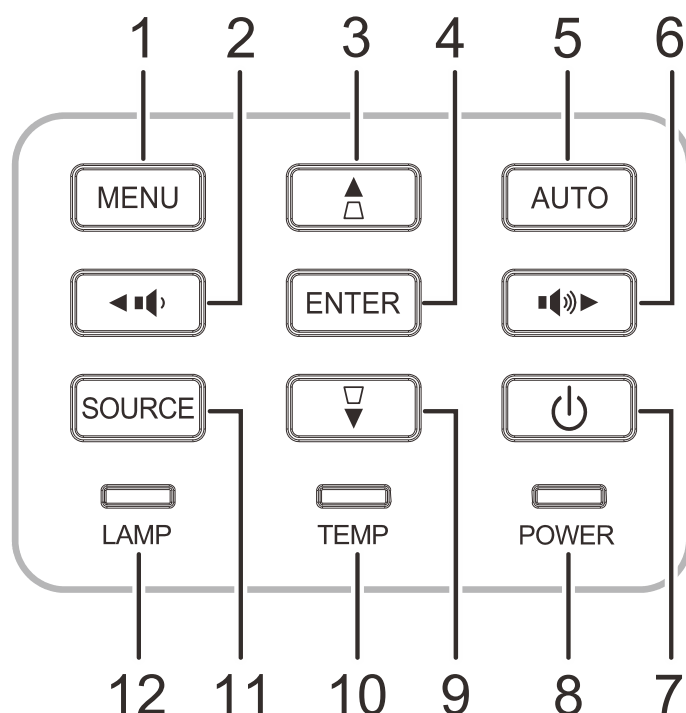 1 2 3 4 5 6
MENU AUTO
ENTER
SOURCE
LAMP TEMP POWER
12 11 10 9 8 7